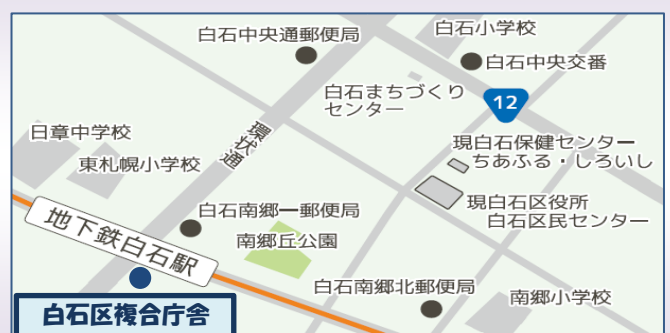 白石中央通郵便局
白石小学校
白石中央交番
白石まちづくり
センター
12
日章中学校
東札幌小学校
環状通
現白石保健センター
ちあふる・しろいし
現白石区役所
白石区民センター
白石南郷一郵便局
南郷丘公園
地下鉄白石駅
白石南郷北郵便局
南郷小学校
白石区複合庁舎